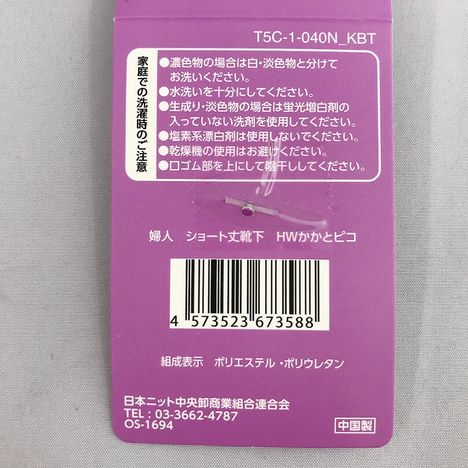 T5C-1-040N_KBT
家庭での洗濯時のご注意
●濃色物の場合は白・淡色物と分けて
お洗いください。
●水洗いを十分にしてください。
●生成り・淡色物の場合は蛍光増白剤の
入っていない洗剤を使用してください。
●塩素系漂白剤は使用しないでください。
●乾燥機の使用はお避けください。
●口ゴム部を上にして陰干ししてください。
婦人 ショート丈靴下 HWかかとピコ
4 573523 673588
組成表示 ポリエステル・ポリウレタン
日本ニット中央卸商業組合連合会
TEL : 03-3662-4787
OS-1694
中国製